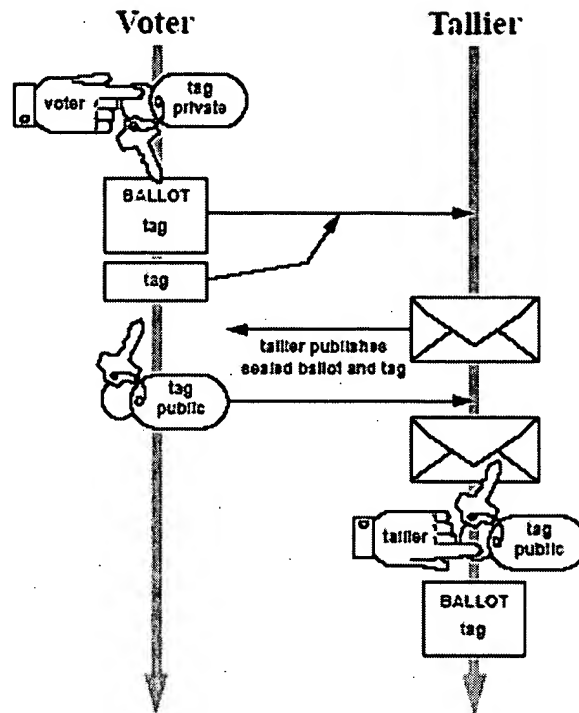 Voter
Tallier
voter
tag
private
BALLOT
tag
tag
tallier publishes
sealed ballot and tag
tag
public
tallier
tag
public
BALLOT
tag